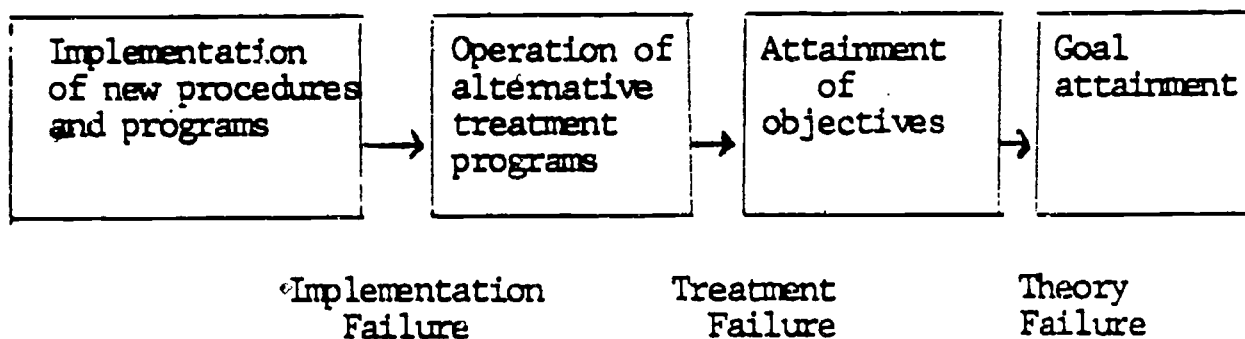 Implementation
of new procedures
and programs
Operation of
alternative
treatment
programs
Attainment
of
objectives
Goal
attainment
Implementation
Failure
Treatment
Failure
Theory
Failure